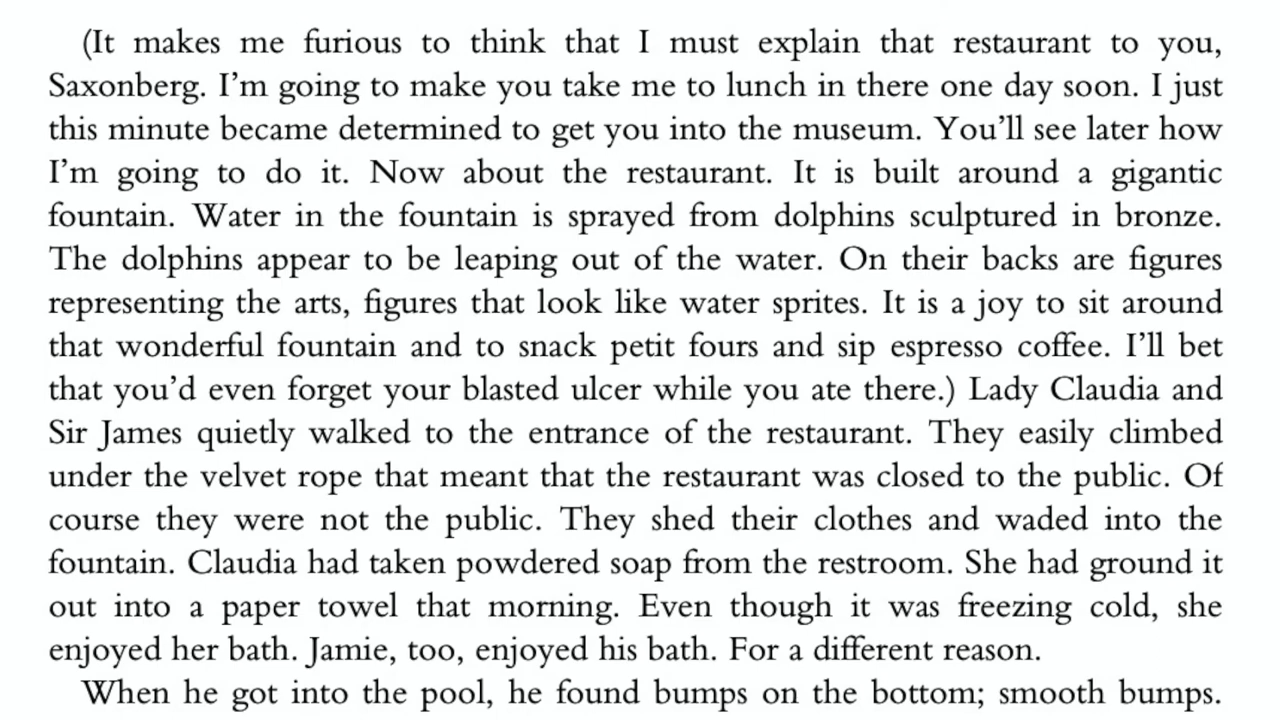 (It makes me furious to think that I must explain that restaurant to you,
Saxonberg. I’m going to make you take me to lunch in there one day soon. I just
this minute became determined to get you into the museum. You’ll see later how
I’m going to do it. Now about the restaurant. It is built around a gigantic
fountain. Water in the fountain is sprayed from dolphins sculptured in bronze.
The dolphins appear to be leaping out of the water. On their backs are figures
representing the arts, figures that look like water sprites. It is a joy to sit around
that wonderful fountain and to snack petit fours and sip espresso coffee. I’ll bet
that you’d even forget your blasted ulcer while you ate there.) Lady Claudia and
Sir James quietly walked to the entrance of the restaurant. They easily climbed
under the velvet rope that meant that the restaurant was closed to the public. Of
course they were not the public. They shed their clothes and waded into the
fountain. Claudia had taken powdered soap from the restroom. She had ground it
out into a paper towel that morning. Even though it was freezing cold, she
enjoyed her bath. Jamie, too, enjoyed his bath. For a different reason.
When he got into the pool, he found bumps on the bottom; smooth bumps.